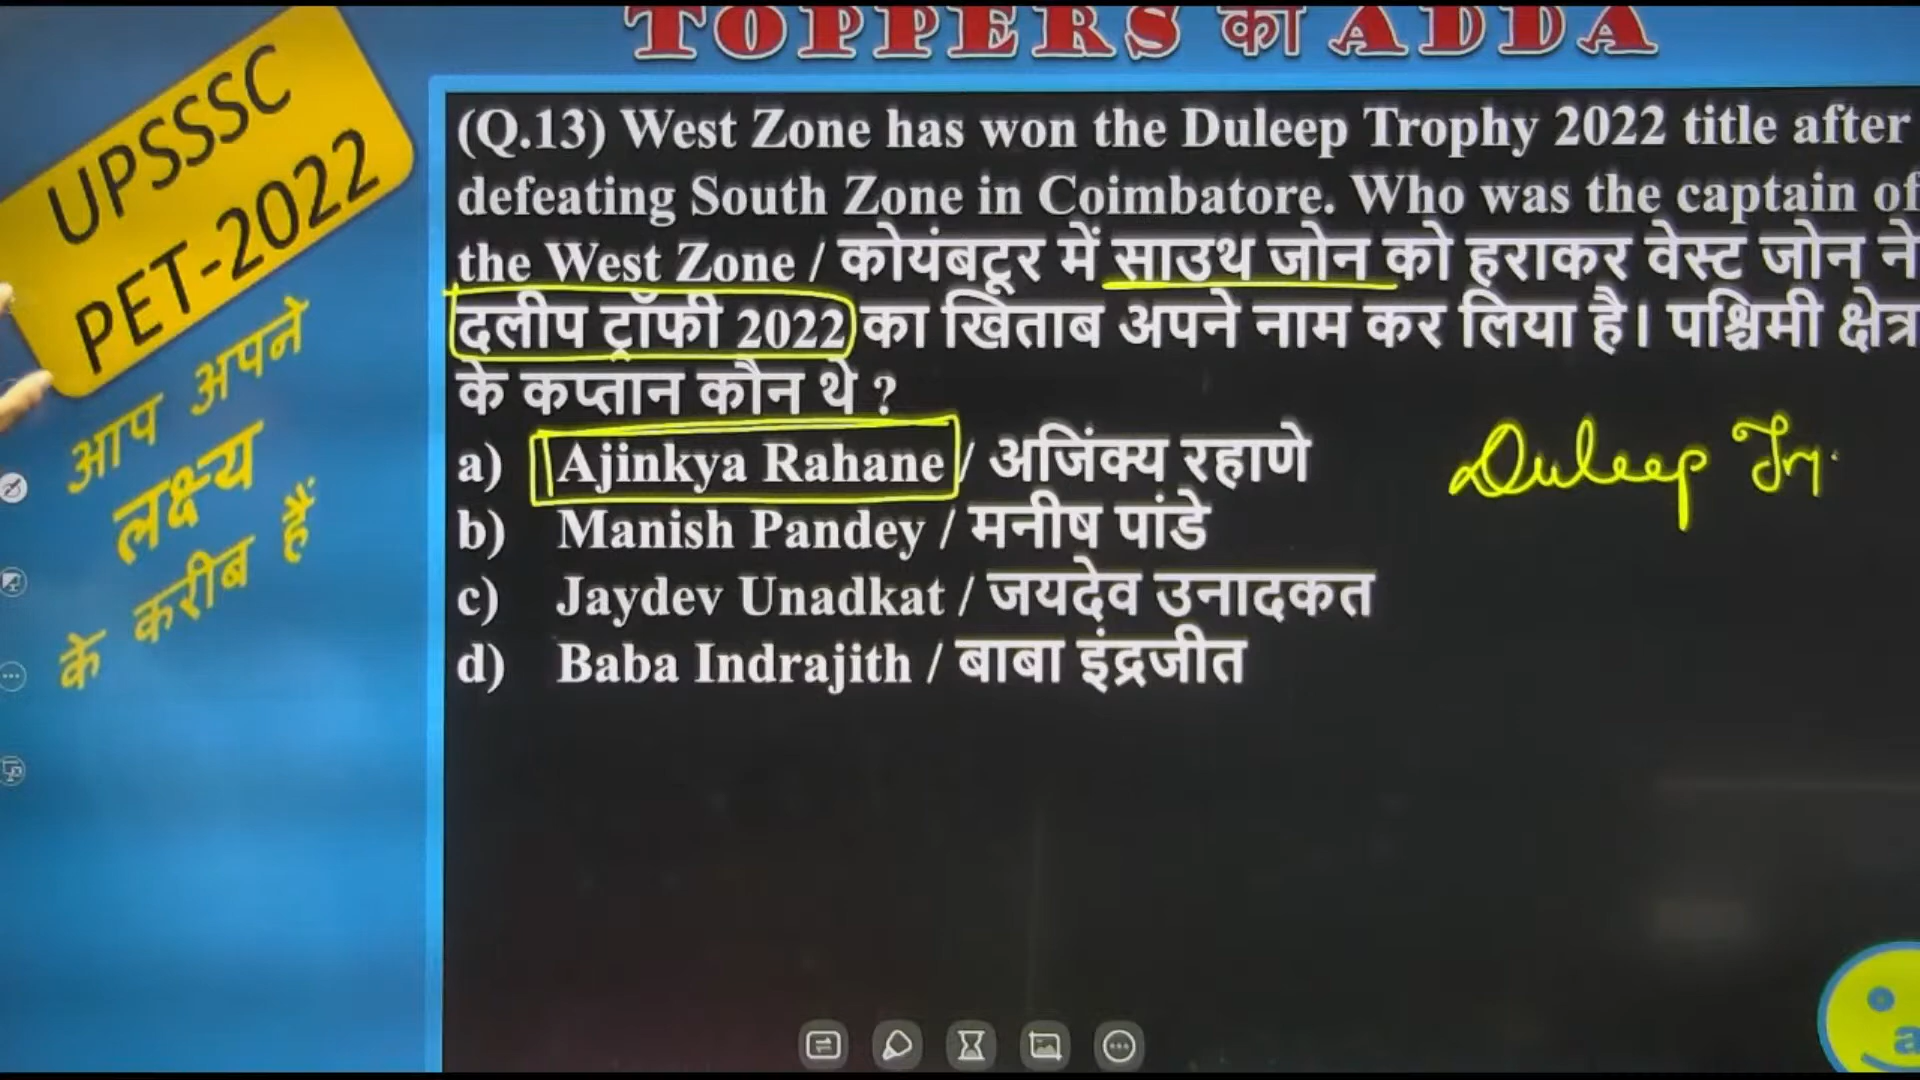 TOPPERS का ADDA
UPSSSC
PET-2022
आप अपने
लक्ष्य
के करीब हैं
(Q.13) West Zone has won the Duleep Trophy 2022 title after
defeating South Zone in Coimbatore. Who was the captain of
the West Zone / कोयंबटूर में साउथ जोन को हराकर वेस्ट जोन ने
दलीप ट्रॉफी 2022 का खिताब अपने नाम कर लिया है। पश्चिमी क्षेत्र
के कप्तान कौन थे ?
a) Ajinkya Rahane / अजिंक्य रहाणे
b) Manish Pandey / मनीष पांडे
c) Jaydev Unadkat / जयदेव उनादकत
d) Baba Indrajith / बाबा इंद्रजीत
Duleep
a